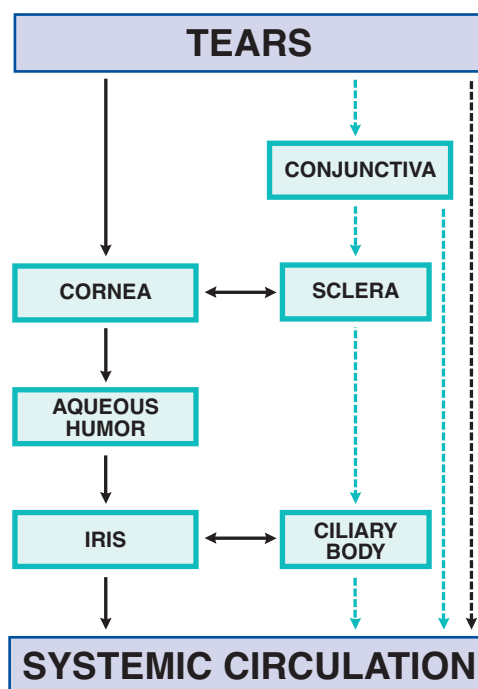 TEARS
CONJUNCTIVA
CORNEA
SCLERA
AQUEOUS
HUMOR
IRIS
CILIARY
BODY
SYSTEMIC CIRCULATION